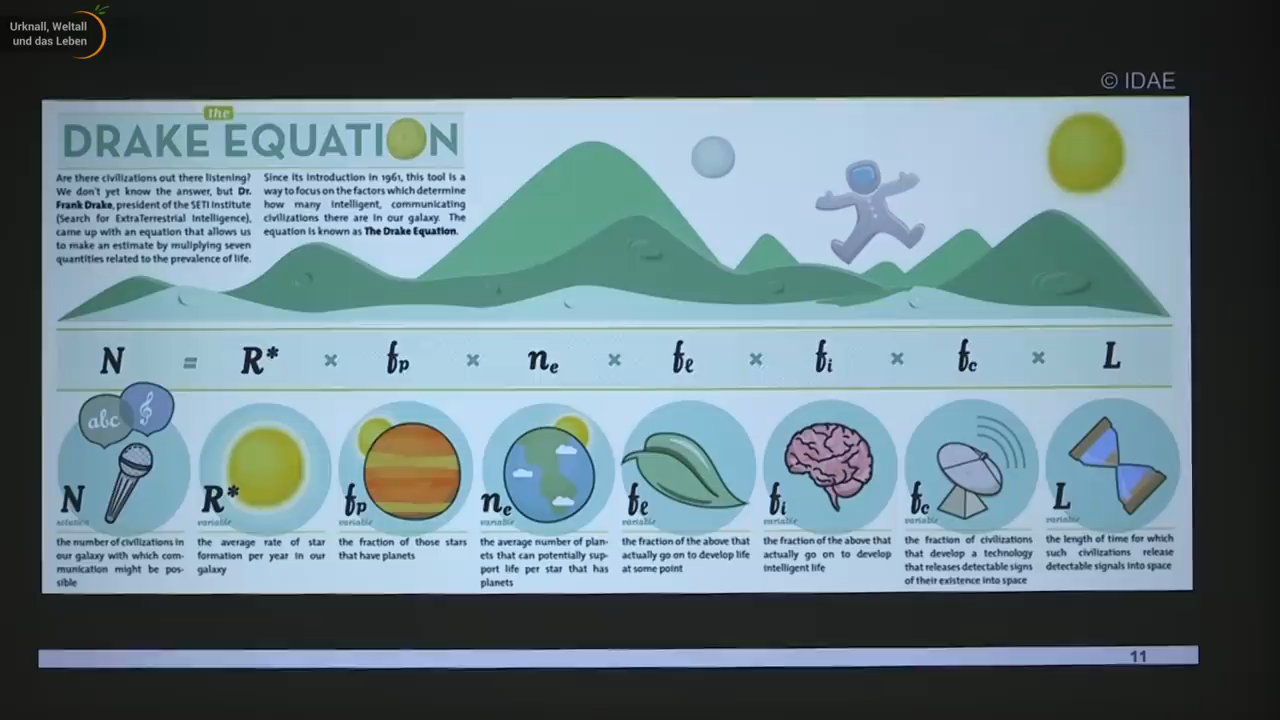 Urknall, Weltall
und das Leben
© IDAE
the
DRAKE EQUATION
Are there civilizations out there listening?
We don't yet know the answer, but Dr.
Frank Drake, president of the SETI Institute
(Search for ExtraTerrestrial Intelligence),
came up with an equation that allows us
to make an estimate by muliplying seven
quantities related to the prevalence of life.
Since its introduction in 1961, this tool is a
way to focus on the factors which determine
how many intelligent, communicating
civilizations there are in our galaxy. The
equation is known as The Drake Equation.
N = R* × fp × ne × fe × fi × fc × L
abc
N
solution
the number of civilizations in
our galaxy with which com-
munication might be pos-
sible
R*
variable
the average rate of star
formation per year in our
galaxy
fp
variable
the fraction of those stars
that have planets
ne
variable
the average number of plan-
ets that can potentially sup-
port life per star that has
planets
fe
variable
the fraction of the above that
actually go on to develop life
at some point
fi
variable
the fraction of the above that
actually go on to develop
intelligent life
fc
variable
the fraction of civilizations
that develop a technology
that releases detectable signs
of their existence into space
L
variable
the length of time for which
such civilizations release
detectable signals into space
11